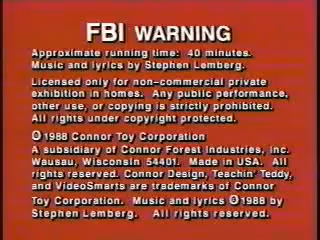 FBI WARNING
Approximate running time: 40 minutes.
Music and lyrics by Stephen Lemberg.
Licensed only for non-commercial private
exhibition in homes. Any public performance,
other use, or copying is strictly prohibited.
All rights under copyright protected.
©1988 Connor Toy Corporation
A subsidiary of Connor Forest Industries, Inc.
Wausau, Wisconsin 54401. Made in USA. All
rights reserved. Connor Design, Teachin' Teddy,
and VideoSmarts are trademarks of Connor
Toy Corporation. Music and lyrics ©1988 by
Stephen Lemberg. All rights reserved.